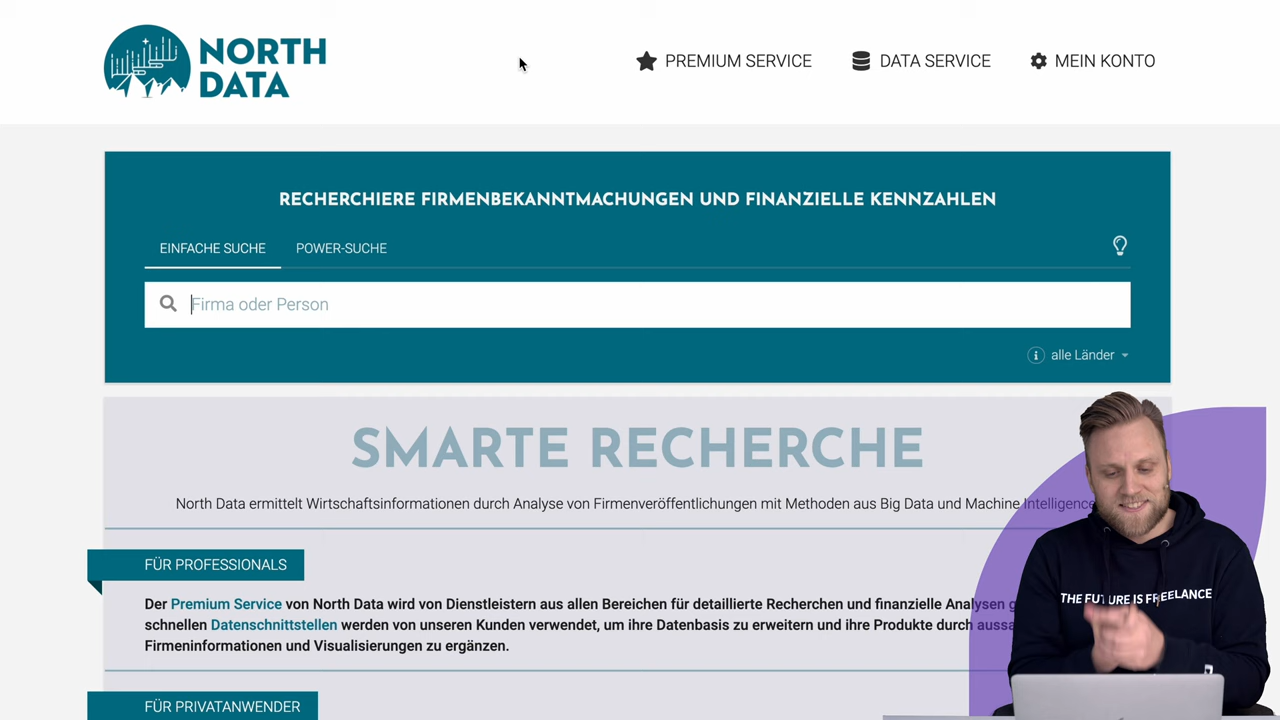 NORTH
DATA
PREMIUM SERVICE
DATA SERVICE
MEIN KONTO
RECHERCHIERE FIRMENBEKANNTMACHUNGEN UND FINANZIELLE KENNZAHLEN
EINFACHE SUCHE
POWER-SUCHE
Firma oder Person
alle Länder
SMARTE RECHERCHE
North Data ermittelt Wirtschaftsinformationen durch Analyse von Firmenveröffentlichungen mit Methoden aus Big Data und Machine Intelligence
FÜR PROFESSIONALS
Der Premium Service von North Data wird von Dienstleistern aus allen Bereichen für detaillierte Recherchen und finanzielle Analysen
schnellen Datenschnittstellen werden von unseren Kunden verwendet, um ihre Datenbasis zu erweitern und ihre Produkte durch
Firmeninformationen und Visualisierungen zu ergänzen.
FÜR PRIVATANWENDER
THE FUTURE IS FREELANCE